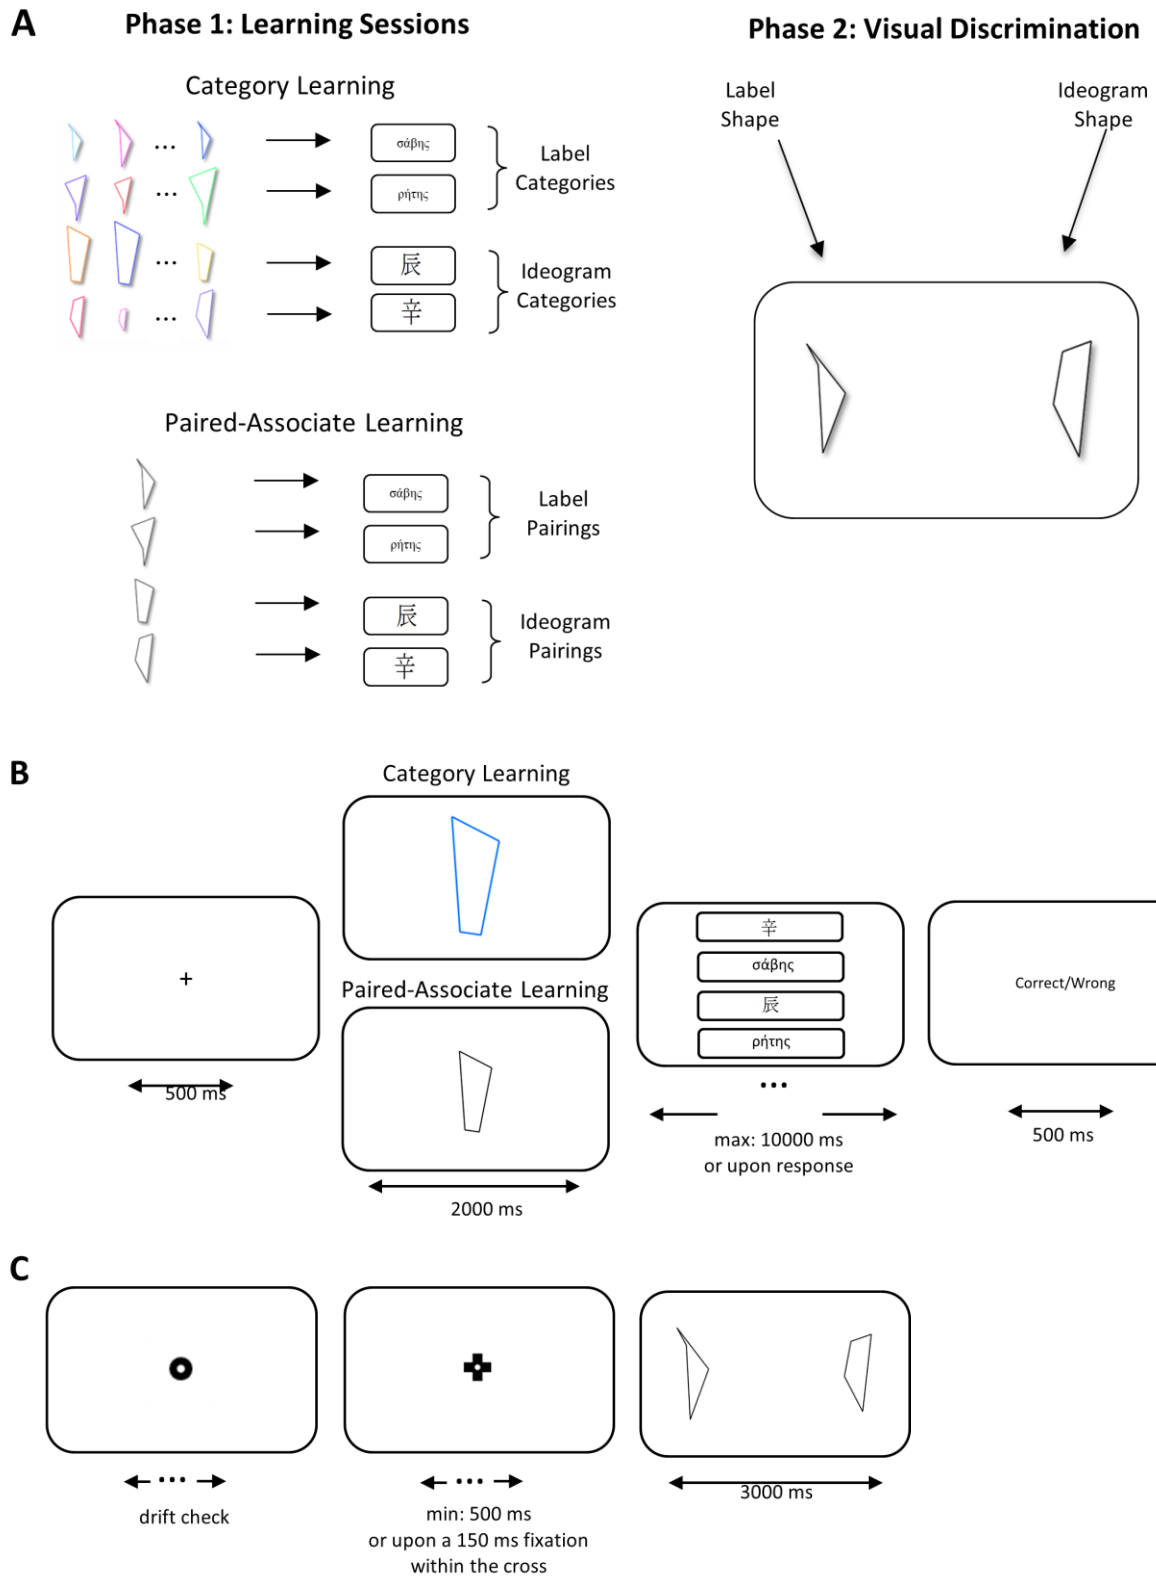 A
Phase 1: Learning Sessions
Phase 2: Visual Discrimination
Category Learning
Label
Shape
Ideogram
Shape
...
σάβης
...
ρήτης
Label
Categories
...
辰
...
辛
Ideogram
Categories
Paired-Associate Learning
σάβης
ρήτης
Label
Pairings
辰
辛
Ideogram
Pairings
B
Category Learning
Paired-Associate Learning
+
500 ms
2000 ms
辛
σάβης
辰
ρήτης
...
max: 10000 ms
or upon response
Correct/Wrong
500 ms
C
...
drift check
...
min: 500 ms
or upon a 150 ms fixation
within the cross
3000 ms